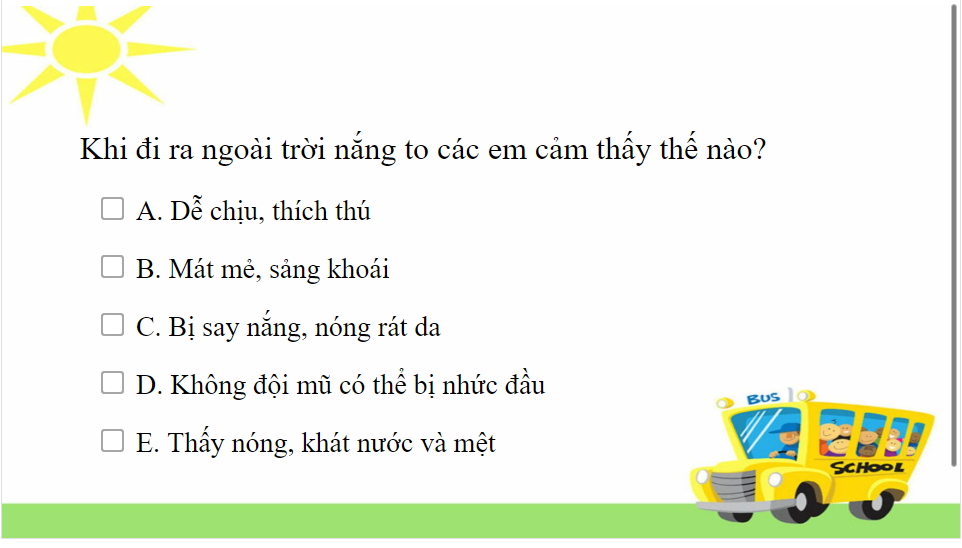 Khi đi ra ngoài trời nắng to các em cảm thấy thế nào?
A. Dễ chịu, thích thú
B. Mát mẻ, sảng khoái
C. Bị say nắng, nóng rát da
D. Không đội mũ có thể bị nhức đầu
E. Thấy nóng, khát nước và mệt
BUS
SCHOOL